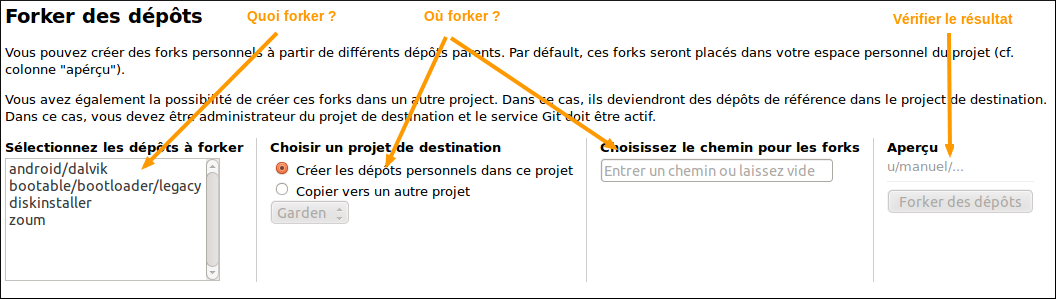 Forker des dépôts
Quoi forker ?
Où forker ?
Vérifier le résultat
Vous pouvez créer des forks personnels à partir de différents dépôts parents. Par défault, ces forks seront placés dans votre espace personnel du projet (cf.
colonne "apérçu").
Vous avez également la possibilité de créer ces forks dans un autre project. Dans ce cas, ils deviendront des dépôts de référence dans le project de destination.
Dans ce cas, vous devez être administrateur du projet de destination et le service Git doit être actif.
Sélectionnez les dépôts à forker
android/dalvik
bootable/bootloader/legacy
diskinstaller
zoum
Choisir un projet de destination
Créer les dépôts personnels dans ce projet
Copier vers un autre projet
Garden
Choisissez le chemin pour les forks
Entrer un chemin ou laissez vide
Aperçu
u/manuel/...
Forker des dépôts